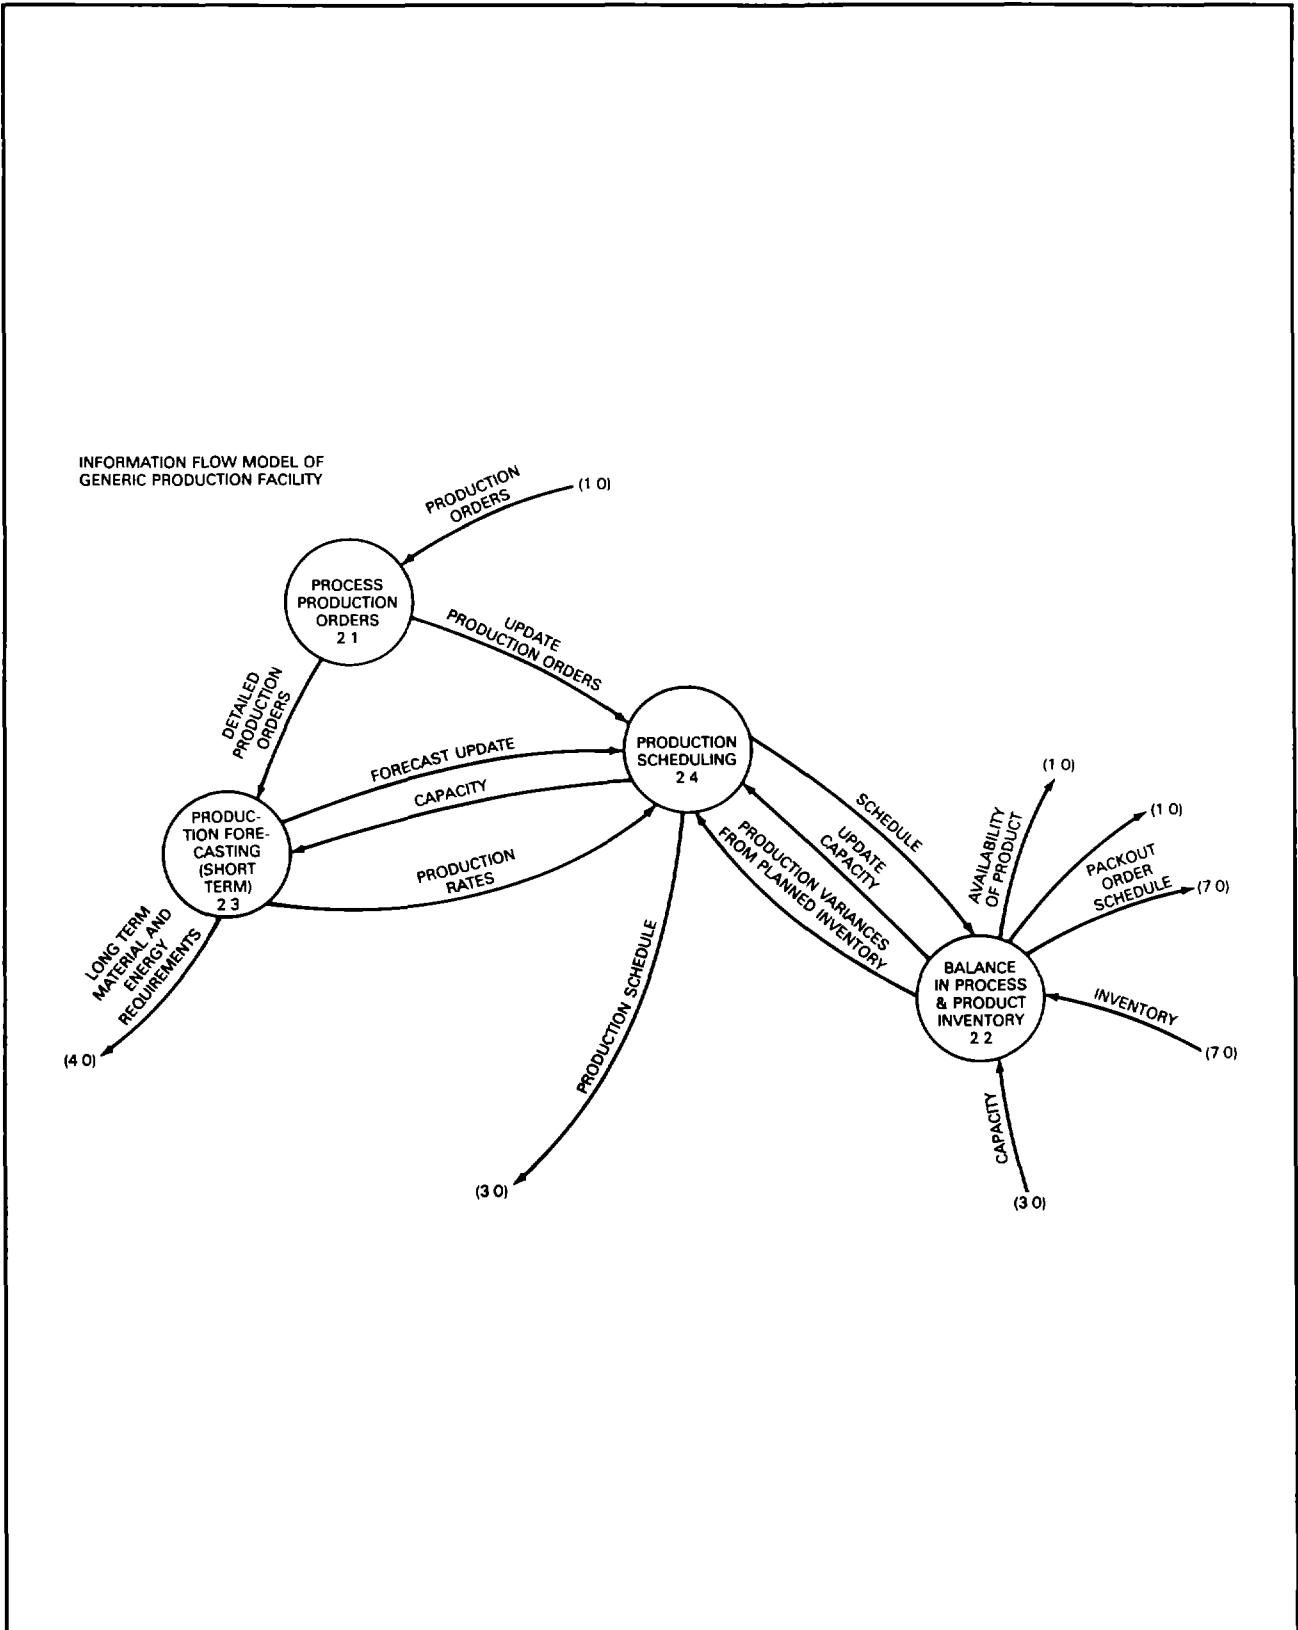 INFORMATION FLOW MODEL OF
GENERIC PRODUCTION FACILITY
PRODUCTION
ORDERS
(1 0)
PROCESS
PRODUCTION
ORDERS
2 1
UPDATE
PRODUCTION ORDERS
DETAILED
PRODUCTION
ORDERS
FORECAST UPDATE
CAPACITY
PRODUCTION
SCHEDULING
2 4
PRODUC-
TION FORE-
CASTING
(SHORT
TERM)
2 3
PRODUCTION
RATES
SCHEDULE
UPDATE
CAPACITY
PRODUCTION VARIANCES
FROM PLANNED INVENTORY
AVAILABILITY
OF PRODUCT
(1 0)
(1 0)
PACKOUT
ORDER
SCHEDULE
(7 0)
LONG TERM
MATERIAL AND
ENERGY
REQUIREMENTS
(4 0)
PRODUCTION SCHEDULE
(3 0)
BALANCE
IN PROCESS
& PRODUCT
INVENTORY
2 2
INVENTORY
(7 0)
CAPACITY
(3 0)